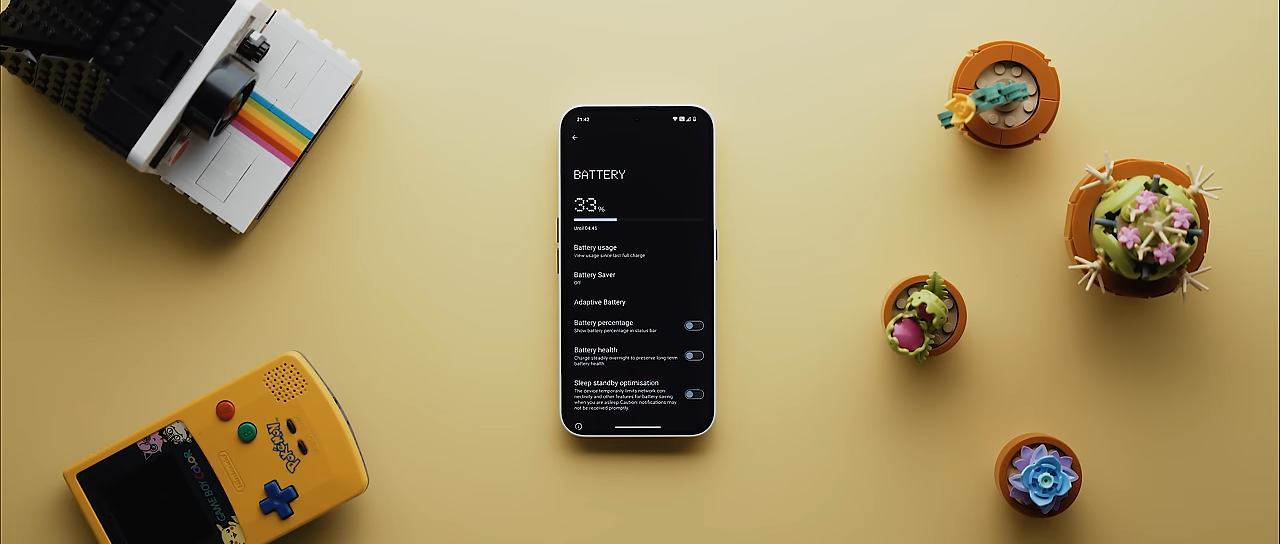 21:42
BATTERY
33%
Until 04:45
Battery usage
View usage since last full charge
Battery Saver
Off
Adaptive Battery
Battery percentage
Show battery percentage in status bar
Battery health
Charge steadily overnight to preserve long term
battery health
Sleep standby optimisation
The device temporarily limits network con
nectivity and other features for battery saving
when you are asleep Caution: notifications may
not be received promptly
Pokémon
Nintendo
GAME BOY COLOR